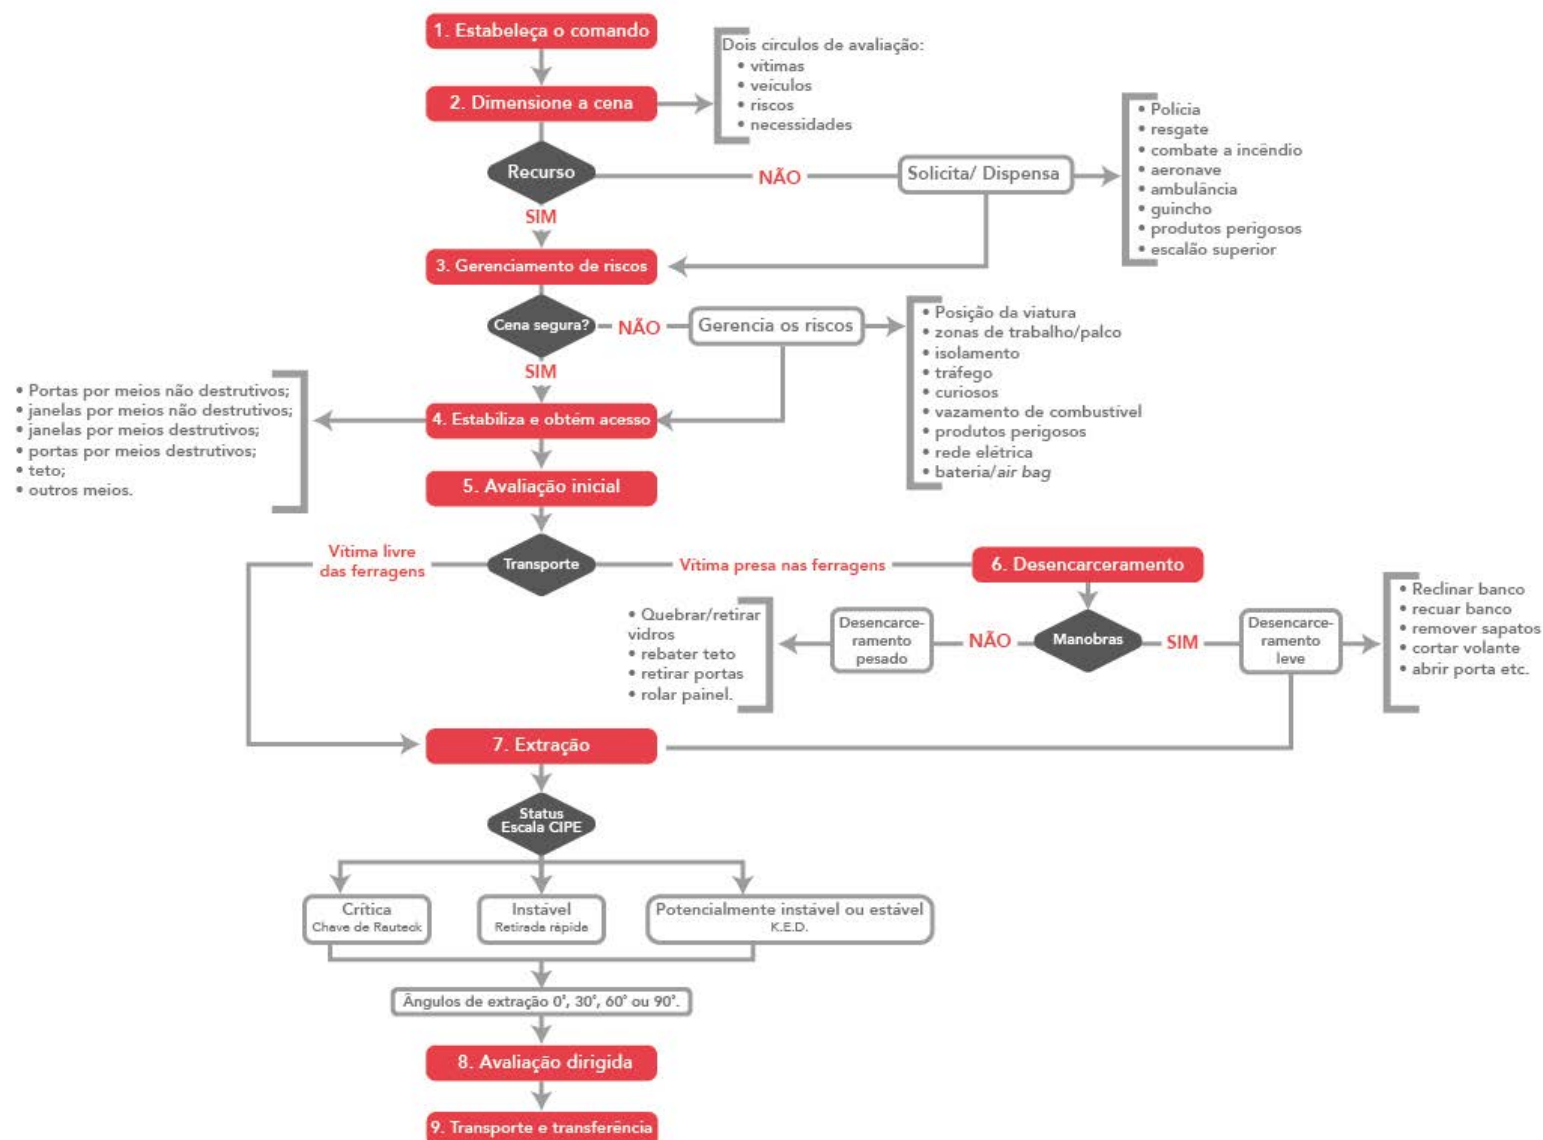 1. Estabeleça o comando
Dois círculos de avaliação:
• vítimas
• veículos
• riscos
• necessidades
2. Dimensione a cena
• Polícia
• resgate
• combate a incêndio
• aeronave
• ambulância
• guincho
• produtos perigosos
• escalão superior
Recurso
NÃO
Solicita/ Dispensa
SIM
3. Gerenciamento de riscos
Cena segura?
NÃO
Gerencia os riscos
• Posição da viatura
• zonas de trabalho/palco
• isolamento
• tráfego
• curiosos
• vazamento de combustível
• produtos perigosos
• rede elétrica
• bateria/air bag
SIM
• Portas por meios não destrutivos;
• janelas por meios não destrutivos;
• janelas por meios destrutivos;
• portas por meios destrutivos;
• teto;
• outros meios.
4. Estabiliza e obtém acesso
5. Avaliação inicial
Vítima livre
das ferragens
Transporte
Vítima presa nas ferragens
6. Desencarceramento
• Quebrar/retirar
vidros
• rebater teto
• retirar portas
• rolar painel.
Desencarce-
ramento
pesado
NÃO
Manobras
SIM
Desencarce-
ramento
leve
• Reclinar banco
• recuar banco
• remover sapatos
• cortar volante
• abrir porta etc.
7. Extração
Status
Escala CIPE
Crítica
Chave de Rauteck
Instável
Retirada rápida
Potencialmente instável ou estável
K.E.D.
Ângulos de extração 0°, 30°, 60° ou 90°.
8. Avaliação dirigida
9. Transporte e transferência